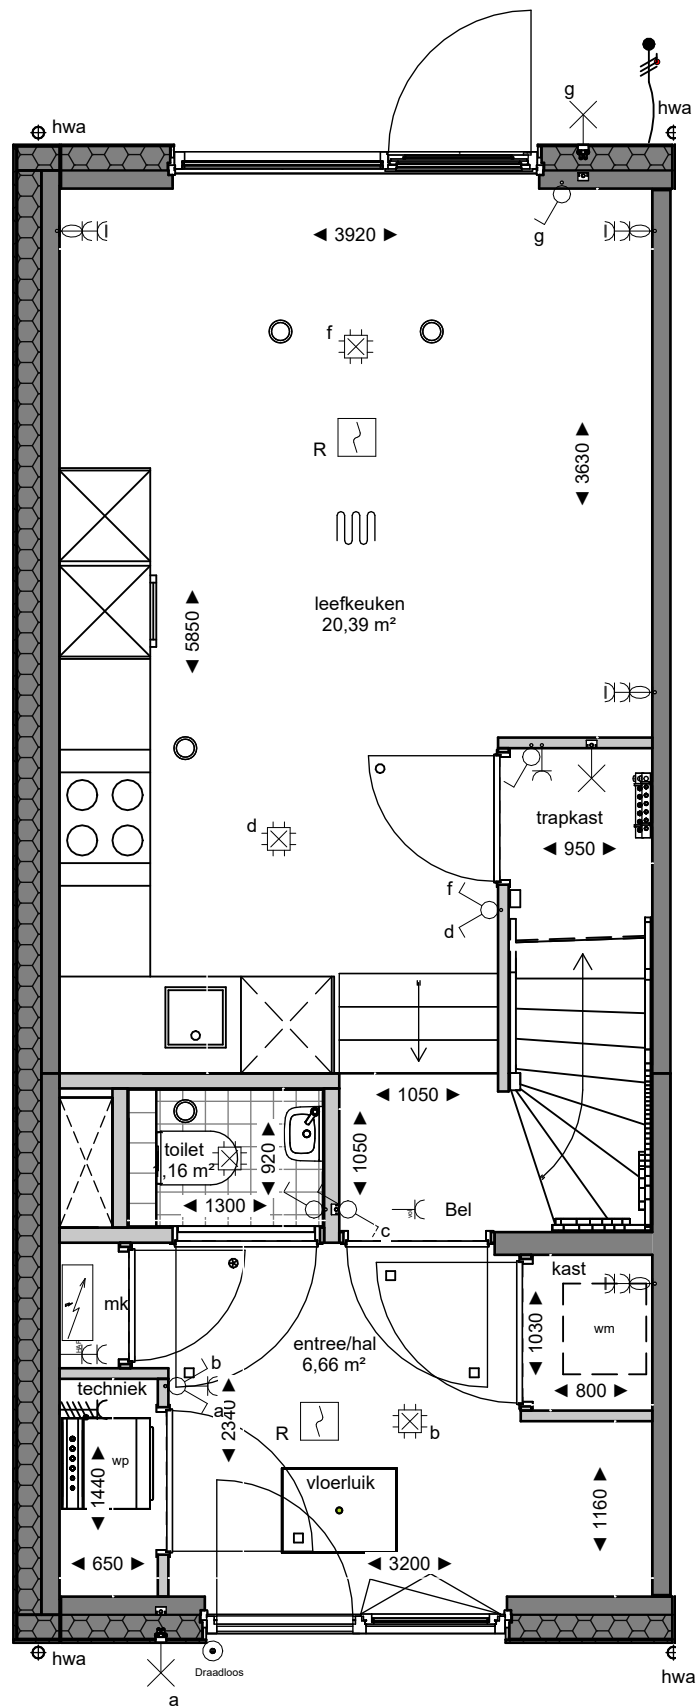 g
hwa
hwa
g
◄ 3920 ►
f
R
◄ 3630 ►
leefkeuken
20,39 m²
◄ 5850 ►
trapkast
◄ 950 ►
d
f
d
◄ 1050 ►
toilet
,16 m²
◄ 920 ►
◄ 1050 ►
◄ 1300 ►
Bel
c
kast
mk
entree/hal
6,66 m²
◄ 1030 ►
wm
b
techniek
◄ 800 ►
a
◄ 2340 ►
R
b
wp
◄ 1440 ►
vloerluik
◄ 1160 ►
◄ 650 ►
◄ 3200 ►
hwa
Draadloos
hwa
a